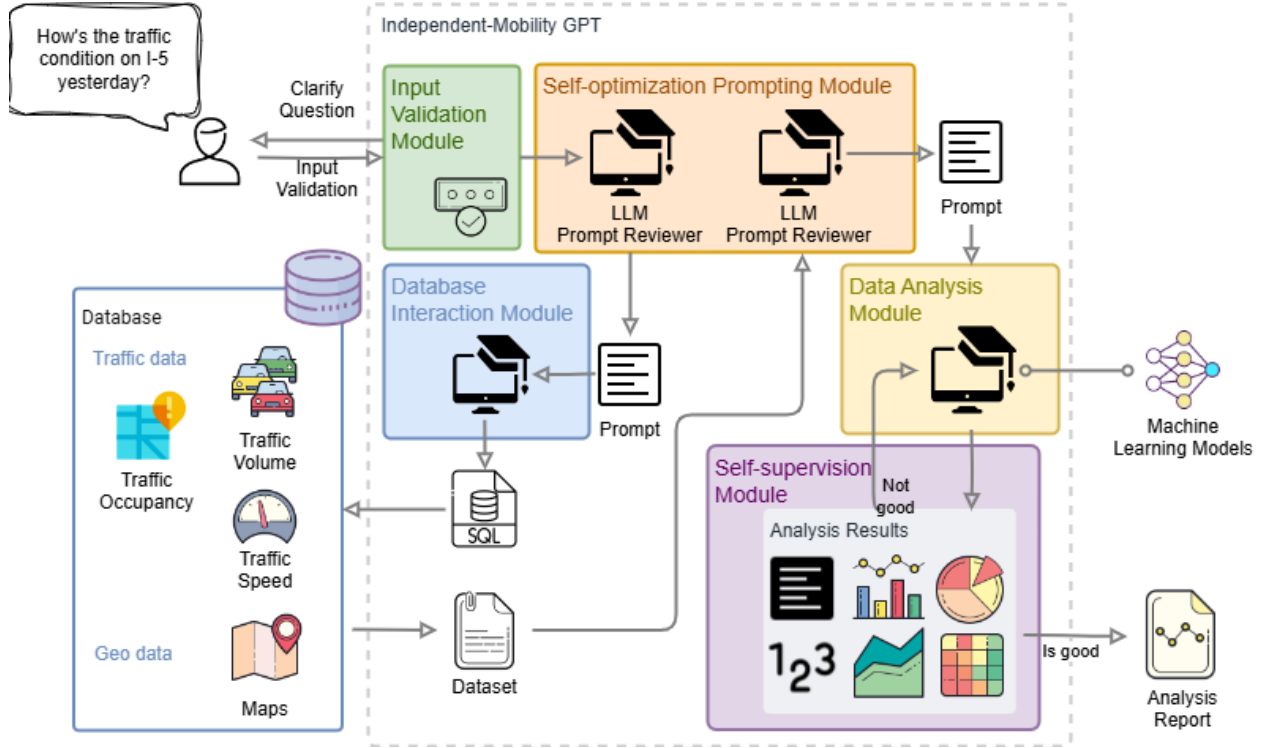 How's the traffic
condition on I-5
yesterday?
Independent-Mobility GPT
Clarify
Question
Input
Validation
Input
Validation
Module
Self-optimization Prompting Module
LLM
Prompt Reviewer
LLM
Prompt Reviewer
Prompt
Database
Interaction Module
Prompt
SQL
Data Analysis
Module
Machine
Learning Models
Database
Traffic data
Traffic
Volume
Traffic
Occupancy
Traffic
Speed
Geo data
Maps
Dataset
Self-supervision
Module
Not
good
Analysis Results
123
Is good
Analysis
Report